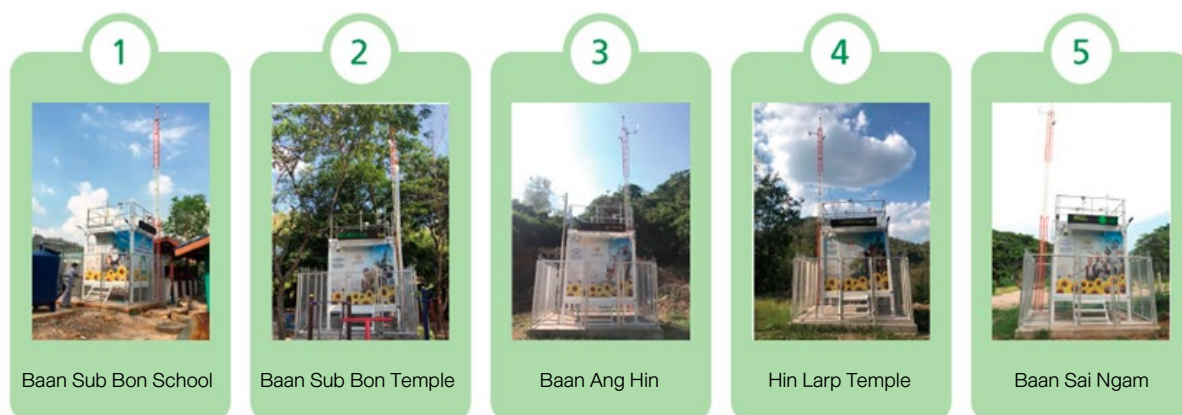 1
2
3
4
5
Baan Sub Bon School
Baan Sub Bon Temple
Baan Ang Hin
Hin Larp Temple
Baan Sai Ngam